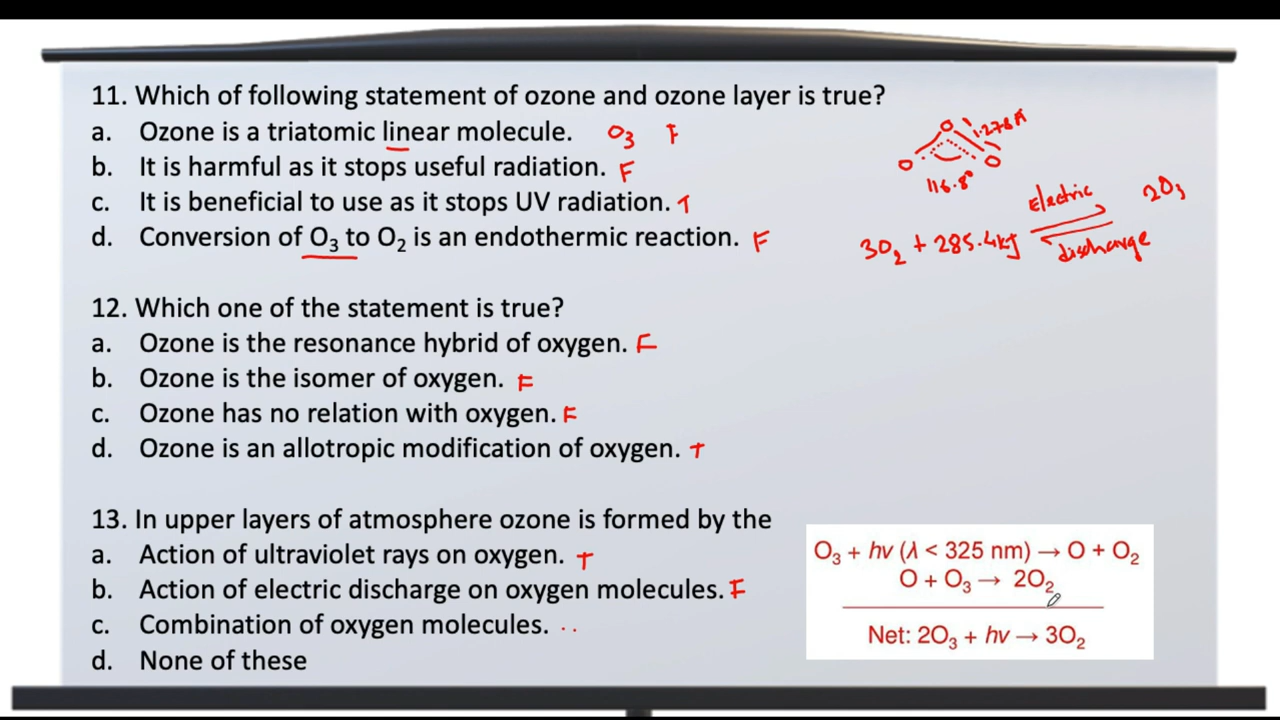 11. Which of following statement of ozone and ozone layer is true?
a. Ozone is a triatomic linear molecule. O3 F
b. It is harmful as it stops useful radiation. F
c. It is beneficial to use as it stops UV radiation. T
d. Conversion of O₃ to O₂ is an endothermic reaction. F
O 1.278 Å
O O
116.8°
3O₂ + 285.4kJ Electric discharge 2O₃
12. Which one of the statement is true?
a. Ozone is the resonance hybrid of oxygen. F
b. Ozone is the isomer of oxygen. F
c. Ozone has no relation with oxygen. F
d. Ozone is an allotropic modification of oxygen. T
13. In upper layers of atmosphere ozone is formed by the
a. Action of ultraviolet rays on oxygen. T
b. Action of electric discharge on oxygen molecules. F
c. Combination of oxygen molecules.
d. None of these
O₃ + hv (λ < 325 nm) → O + O₂
O + O₃ → 2O₂
Net: 2O₃ + hv → 3O₂